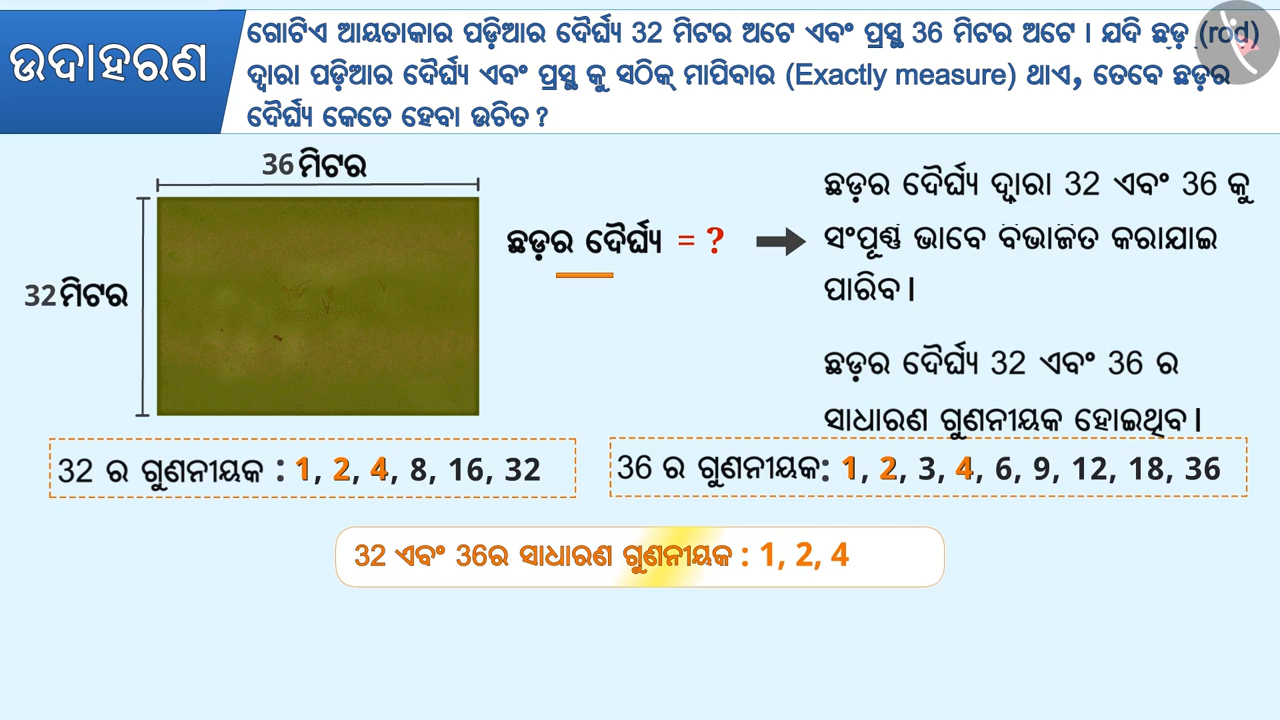 ଉଦାହରଣ
ଗୋଟିଏ ଆୟତାକାର ପଡ଼ିଆର ଦୈର୍ଘ୍ୟ 32 ମିଟର ଅଟେ ଏବଂ ପ୍ରସ୍ଥ 36 ମିଟର ଅଟେ । ଯଦି ଛଡ଼ (rod)
ଦ୍ୱାରା ପଡ଼ିଆର ଦୈର୍ଘ୍ୟ ଏବଂ ପ୍ରସ୍ଥ କୁ ସଠିକ୍ ମାପିବାର (Exactly measure) ଥାଏ, ତେବେ ଛଡ଼ର
ଦୈର୍ଘ୍ୟ କେତେ ହେବା ଉଚିତ ?
36 ମିଟର
32 ମିଟର
ଛଡ଼ର ଦୈର୍ଘ୍ୟ = ?
ଛଡ଼ର ଦୈର୍ଘ୍ୟ ଦ୍ୱାରା 32 ଏବଂ 36 କୁ
ସଂପୂର୍ଣ୍ଣ ଭାବେ ବିଭାଜିତ କରାଯାଇ
ପାରିବ ।
ଛଡ଼ର ଦୈର୍ଘ୍ୟ 32 ଏବଂ 36 ର
ସାଧାରଣ ଗୁଣନୀୟକ ହୋଇଥିବ ।
32 ର ଗୁଣନୀୟକ : 1, 2, 4, 8, 16, 32
36 ର ଗୁଣନୀୟକ: 1, 2, 3, 4, 6, 9, 12, 18, 36
32 ଏବଂ 36ର ସାଧାରଣ ଗୁଣନୀୟକ : 1, 2, 4